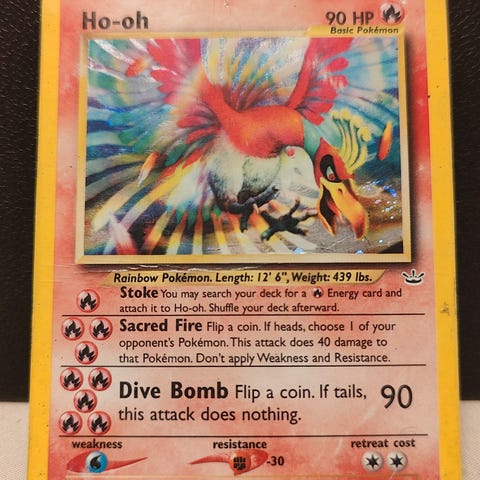 Ho-oh 90 HP
Basic Pokémon
Rainbow Pokémon. Length: 12' 6", Weight: 439 lbs.
Stoke You may search your deck for a Energy card and
attach it to Ho-oh. Shuffle your deck afterward.
Sacred Fire Flip a coin. If heads, choose 1 of your
opponent's Pokémon. This attack does 40 damage to
that Pokémon. Don't apply Weakness and Resistance.
Dive Bomb Flip a coin. If tails, 90
this attack does nothing.
weakness resistance retreat cost
-30